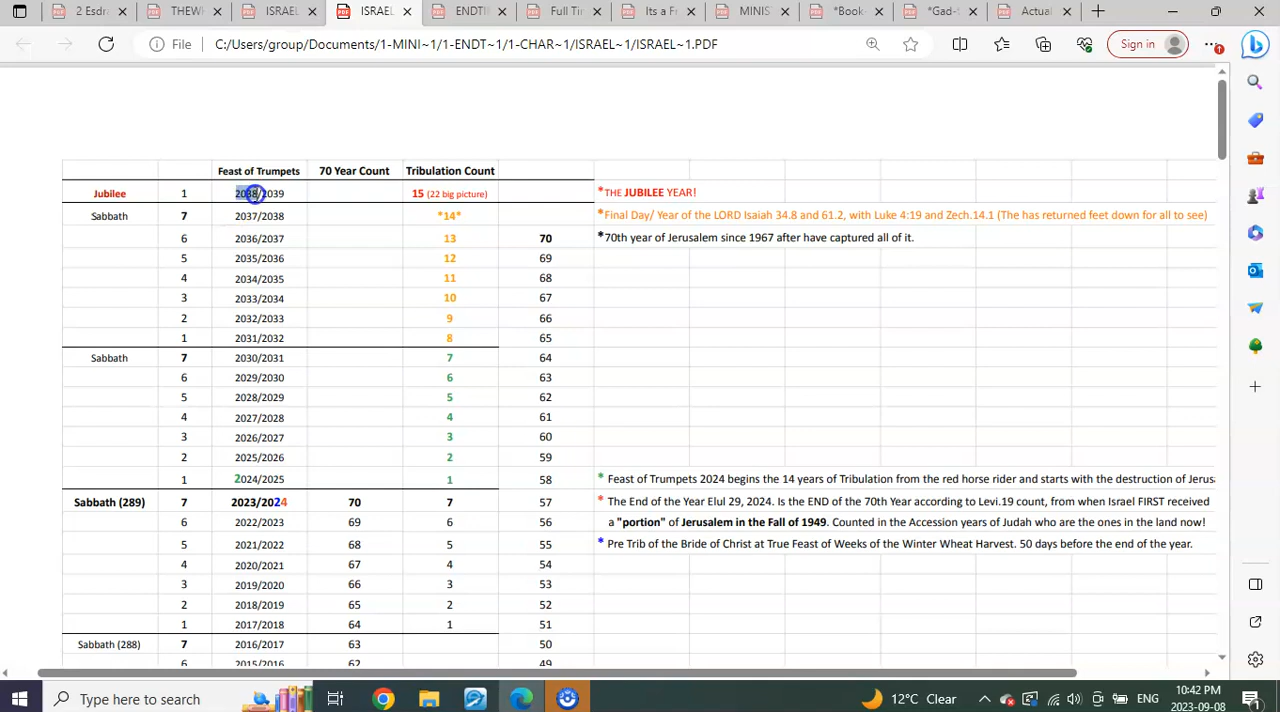 2 Esdra
THEWI
ISRAEL
ISRAEL
ENDTIN
Full Tin
Its a Fr
MINIS
*Book-
*Gad-S
Actual
File
C:/Users/group/Documents/1-MINI~1/1-ENDT~1/1-CHAR~1/ISRAEL~1/ISRAEL~1.PDF
Sign in
Feast of Trumpets 70 Year Count Tribulation Count
Jubilee 1 2038/2039 15 (22 big picture) *THE JUBILEE YEAR!
Sabbath 7 2037/2038 *14* *Final Day/ Year of the LORD Isaiah 34.8 and 61.2, with Luke 4:19 and Zech.14.1 (The has returned feet down for all to see)
6 2036/2037 13 70 *70th year of Jerusalem since 1967 after have captured all of it.
5 2035/2036 12 69
4 2034/2035 11 68
3 2033/2034 10 67
2 2032/2033 9 66
1 2031/2032 8 65
Sabbath 7 2030/2031 7 64
6 2029/2030 6 63
5 2028/2029 5 62
4 2027/2028 4 61
3 2026/2027 3 60
2 2025/2026 2 59
1 2024/2025 1 58 * Feast of Trumpets 2024 begins the 14 years of Tribulation from the red horse rider and starts with the destruction of Jerusa
Sabbath (289) 7 2023/2024 70 7 57 * The End of the Year Elul 29, 2024. Is the END of the 70th Year according to Levi.19 count, from when Israel FIRST received
6 2022/2023 69 6 56 a "portion" of Jerusalem in the Fall of 1949. Counted in the Accession years of Judah who are the ones in the land now!
5 2021/2022 68 5 55 * Pre Trib of the Bride of Christ at True Feast of Weeks of the Winter Wheat Harvest. 50 days before the end of the year.
4 2020/2021 67 4 54
3 2019/2020 66 3 53
2 2018/2019 65 2 52
1 2017/2018 64 1 51
Sabbath (288) 7 2016/2017 63 50
6 2015/2016 62 49
Type here to search
12°C Clear
ENG
10:42 PM
2023-09-08